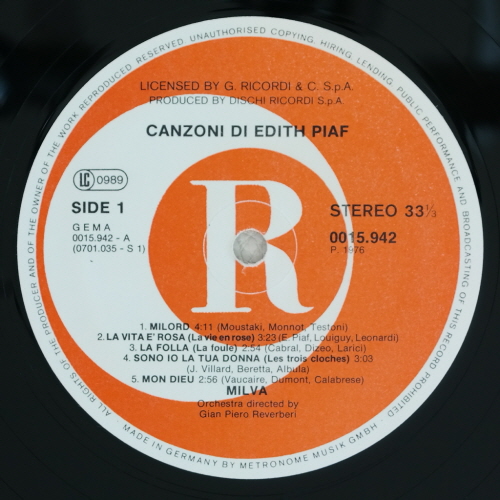 ALL RIGHTS OF THE PRODUCER AND OF THE OWNER OF THE WORK REPRODUCED RESERVED. UNAUTHORISED COPYING, HIRING, LENDING, PUBLIC PERFORMANCE AND BROADCASTING OF THIS RECORD PROHIBITED ·
MADE IN GERMANY BY METRONOME MUSIK GMBH ·
LICENSED BY G. RICORDI & C. S.p.A.
PRODUCED BY DISCHI RICORDI S.p.A.
CANZONI DI EDITH PIAF
LC 0989
R
SIDE 1
GEMA
0015.942 - A
(0701.035 - S 1)
STEREO 33 1/3
0015.942
P. 1976
1. MILORD 4:11 (Moustaki, Monnot, Testoni)
2. LA VITA E' ROSA (La vie en rose) 3:23 (E. Piaf, Louiguy, Leonardi)
3. LA FOLLA (La foule) 2:54 (Cabral, Dizeo, Larici)
4. SONO IO LA TUA DONNA (Les trois cloches) 3:03
(J. Villard, Beretta, Albula)
5. MON DIEU 2:56 (Vaucaire, Dumont, Calabrese)
MILVA
Orchestra directed by
Gian Piero Reverberi